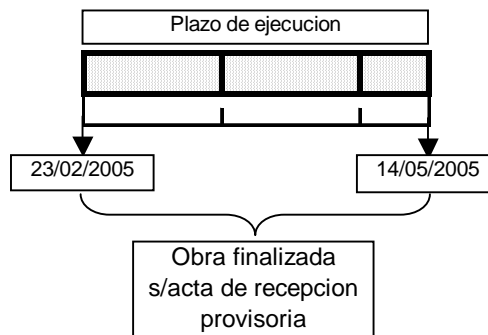 Plazo de ejecucion
23/02/2005
14/05/2005
Obra finalizada
s/acta de recepcion
provisoria